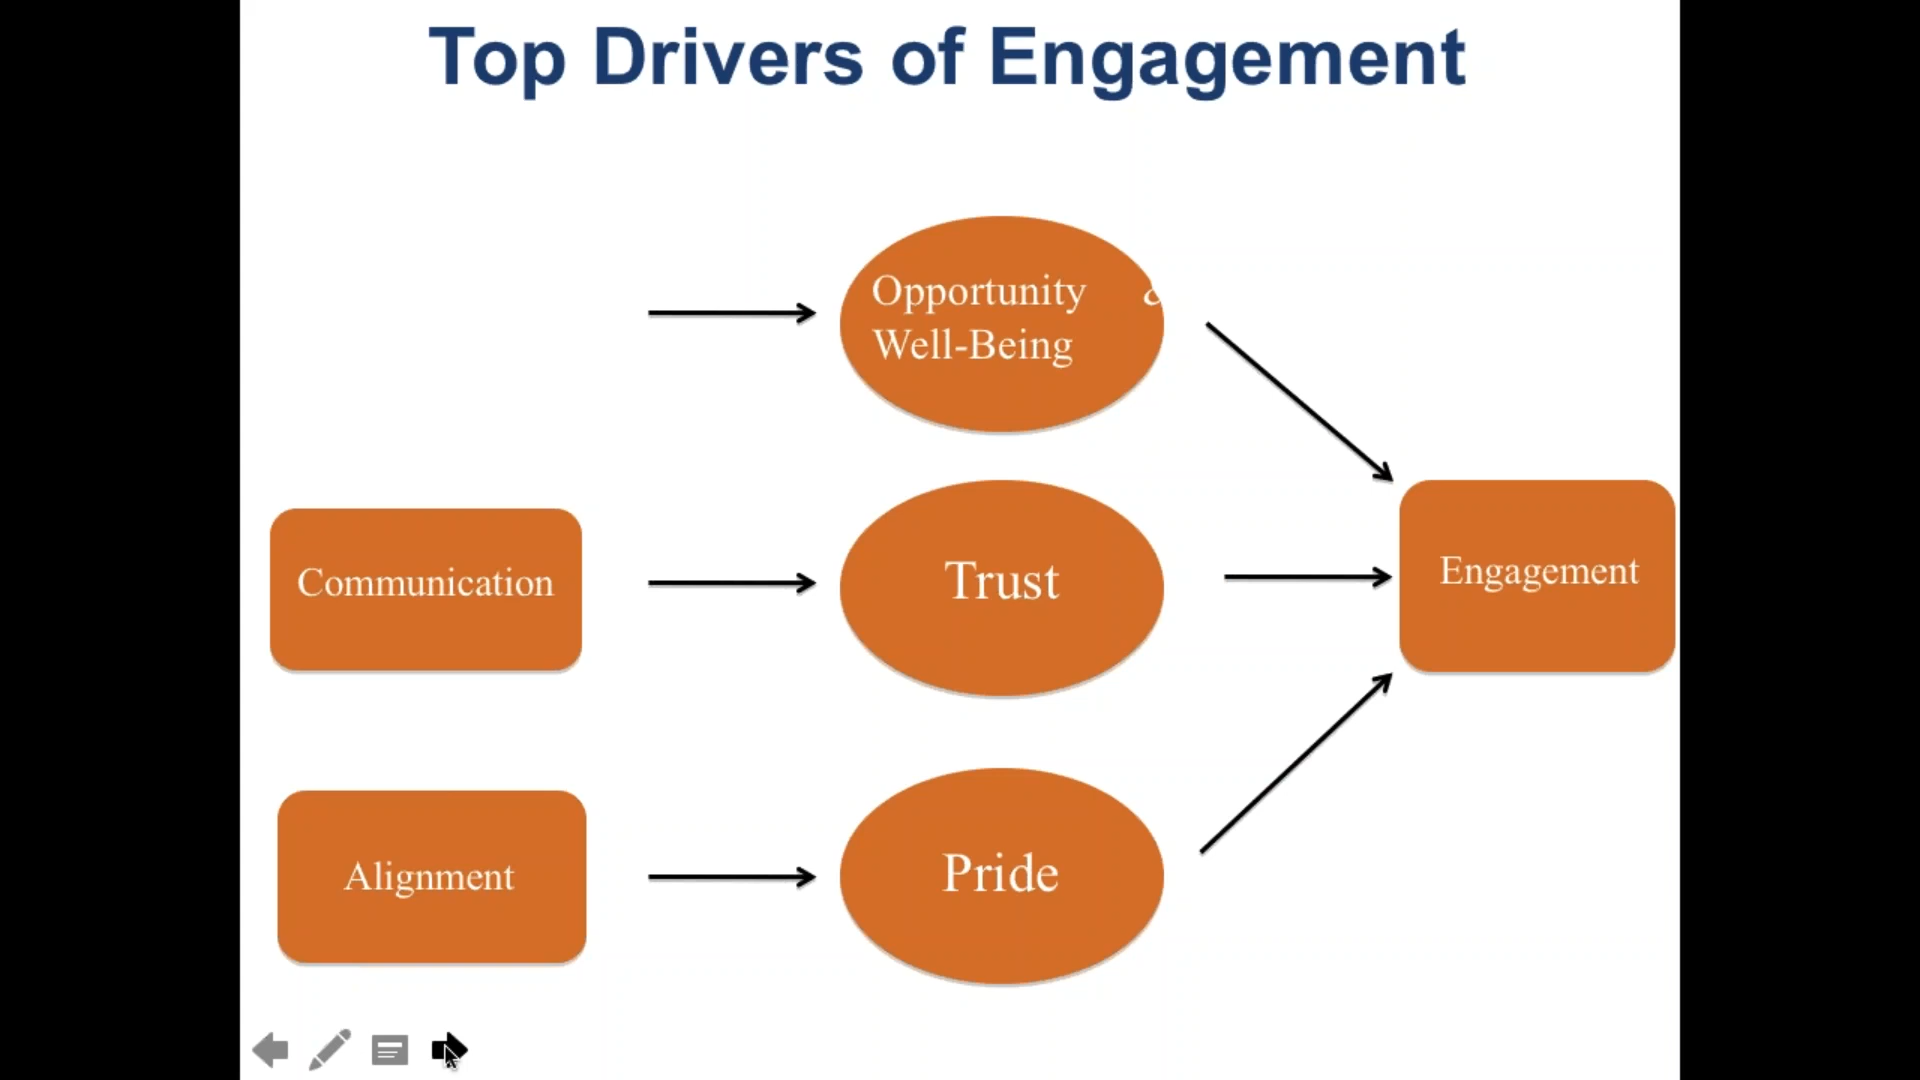 Top Drivers of Engagement
Opportunity &
Well-Being
Communication
Trust
Engagement
Alignment
Pride